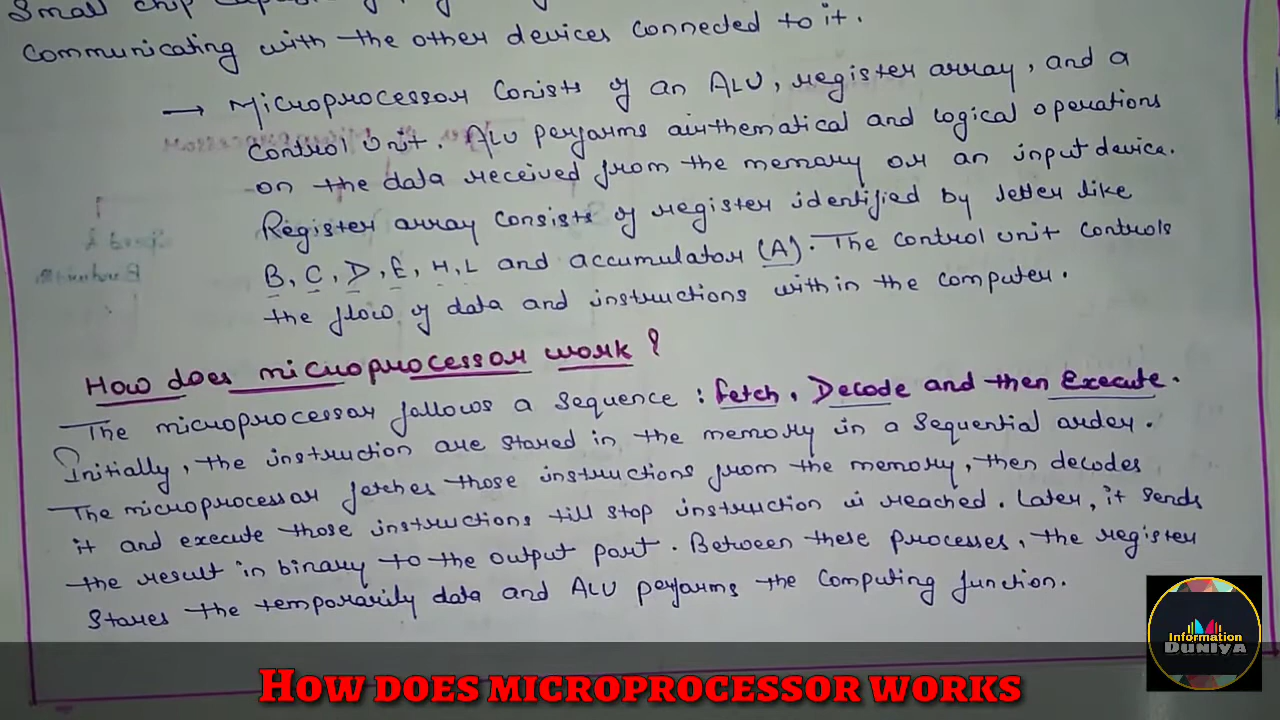 Small chip
communicating with the other devices connected to it.
→ Microprocessor conists of an ALU, register array, and a
control unit. ALU performs airthematical and logical operations
on the data received from the memory or an input device.
Register array consists of register identified by letter like
B, C, D, E, H, L and accumulator (A). The control unit controls
the flow of data and instructions within the computer.
How does microprocessor work ?
The microprocessor follows a sequence : fetch, Decode and then Execute.
Initially, the instruction are stored in the memory in a sequential order.
The microprocessor fetches those instructions from the memory, then decodes
it and execute those instructions till stop instruction is reached. Later, it sends
the result in binary to the output port. Between these processes, the register
stores the temporarily data and ALU performs the computing function.
Information
Duniya
How does microprocessor works